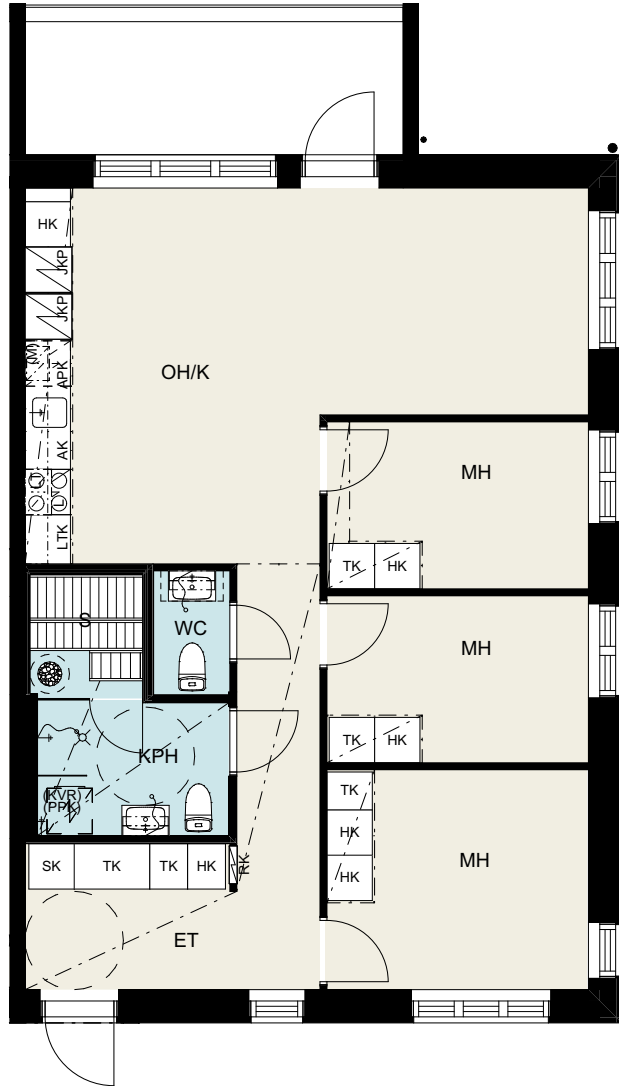 HK
JKP
JKP
(M)
APK
OH/K
AK
LT
L
LTK
MH
TK HK
S
WC
MH
TK HK
KPH
(KVR)
(PPK)
TK
HK
HK
MH
SK TK TK HK
RK
ET